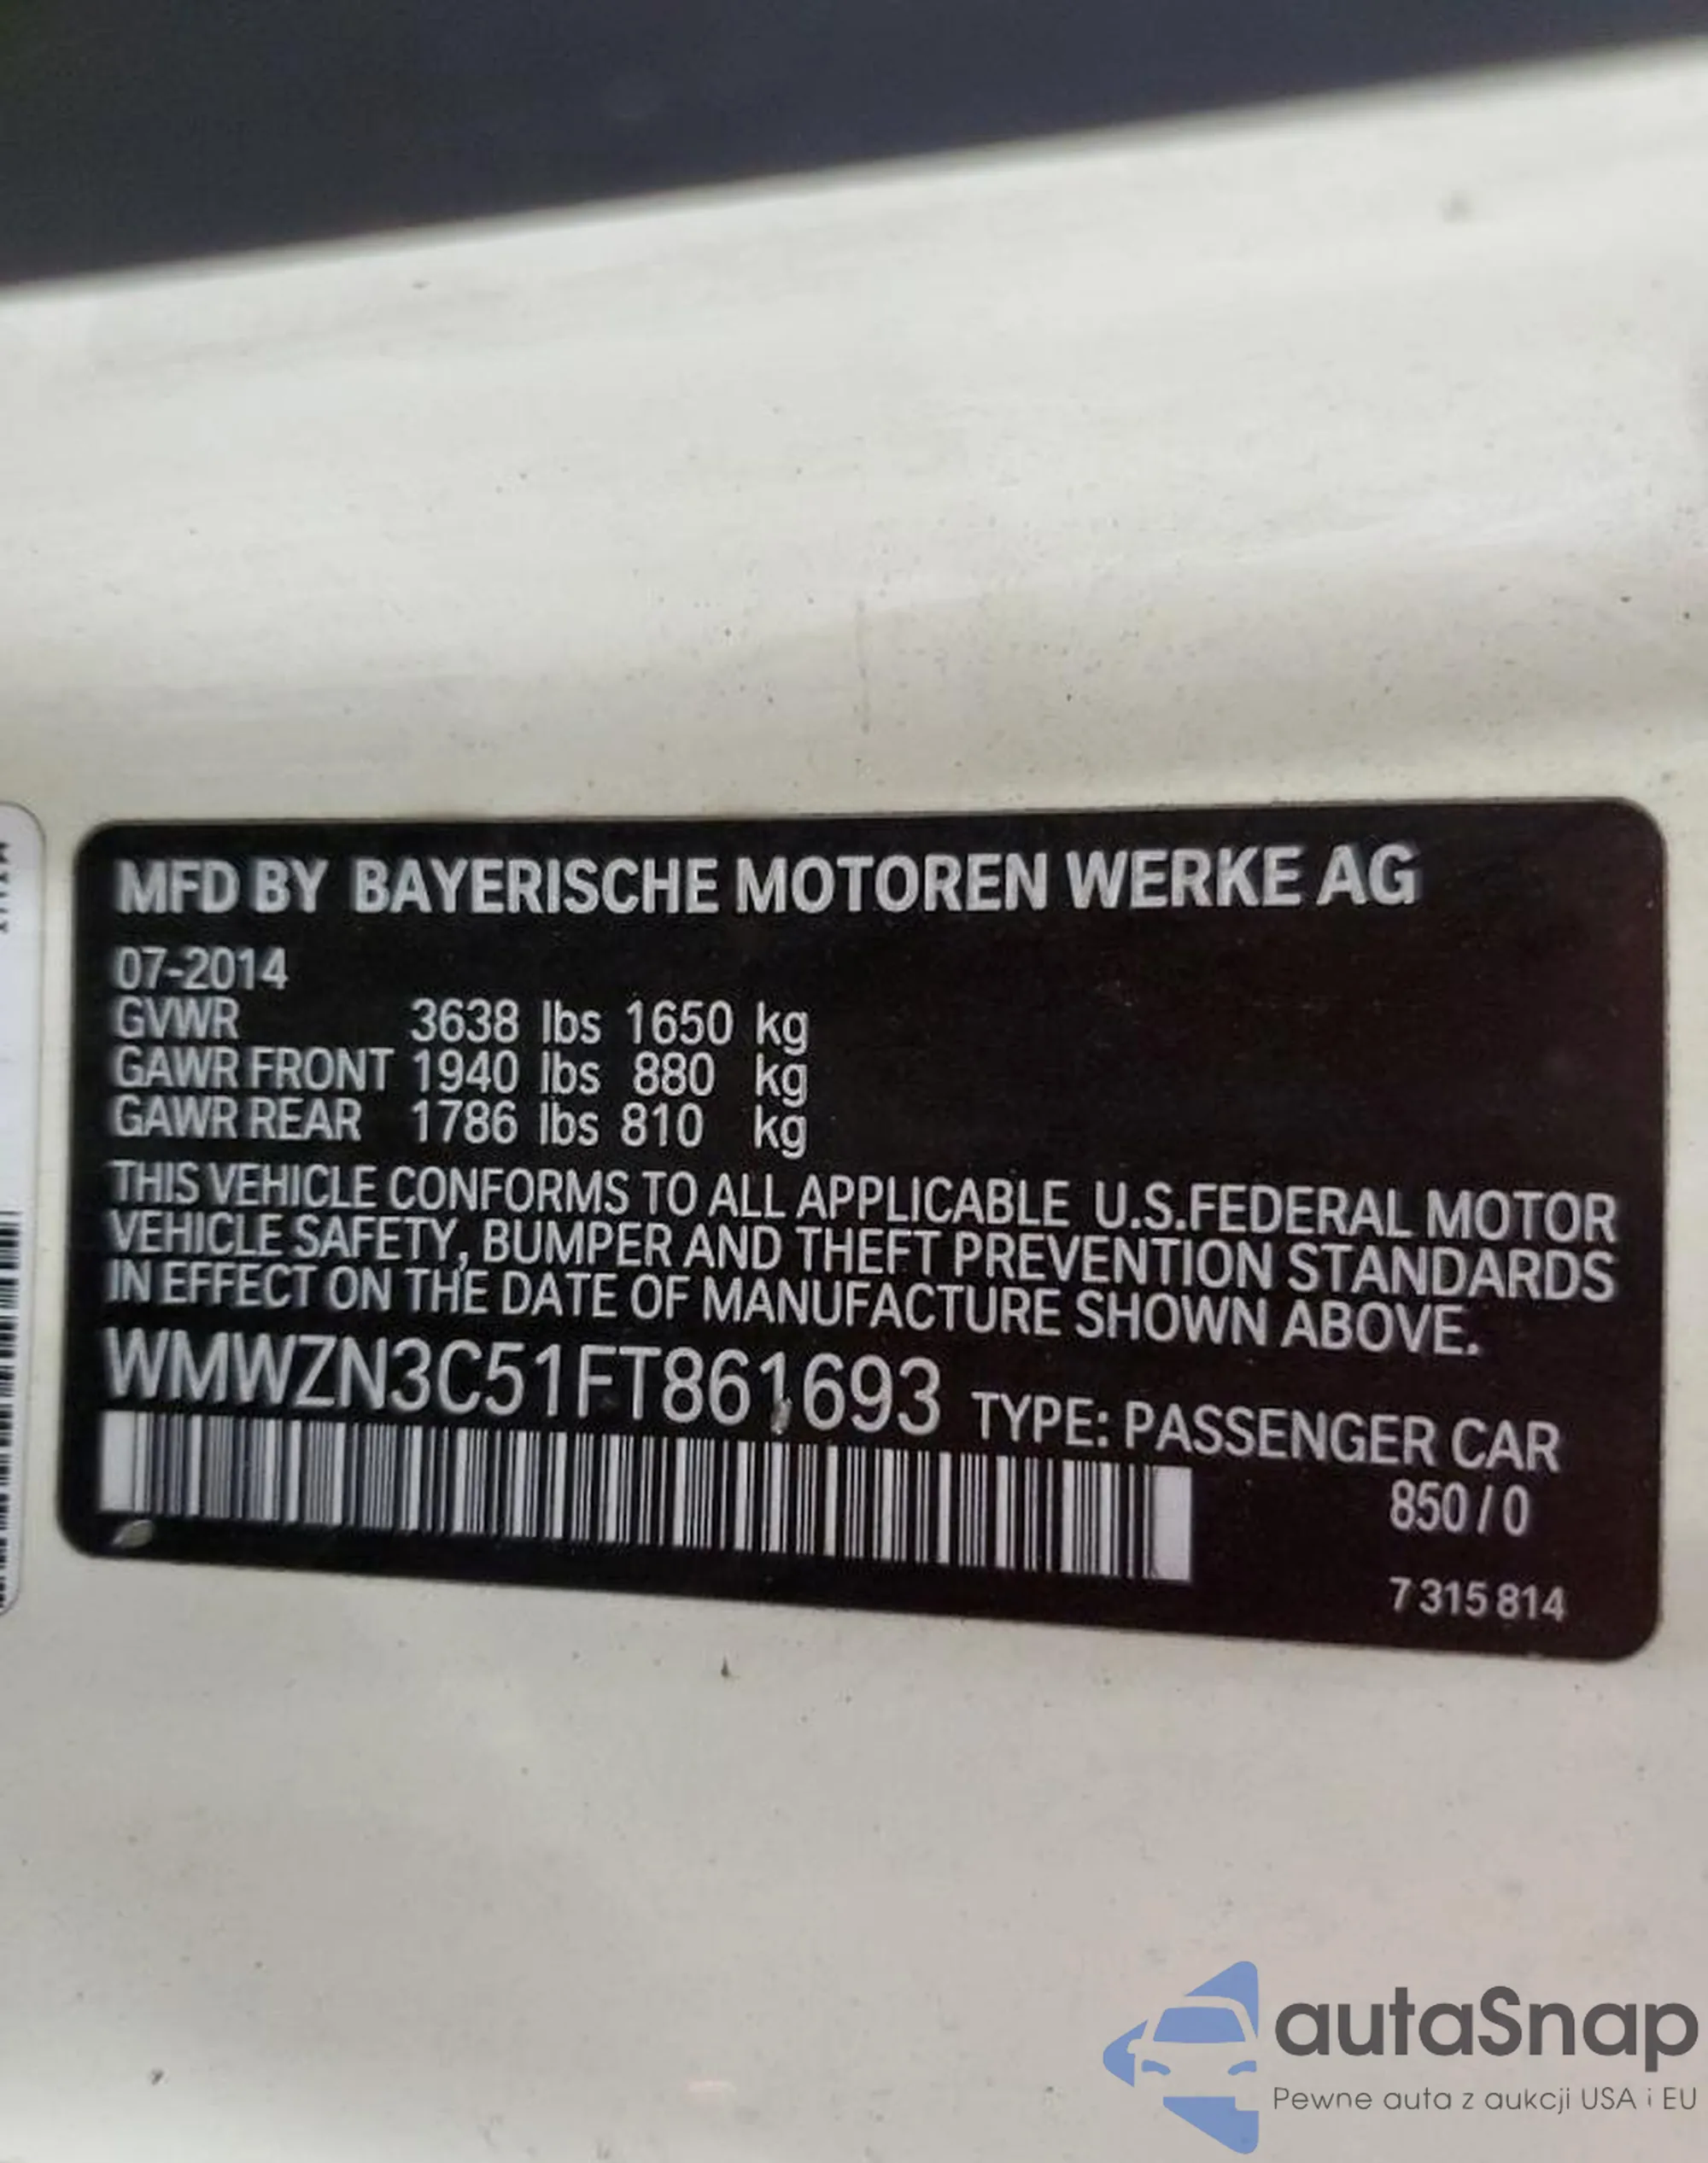 MFD BY BAYERISCHE MOTOREN WERKE AG
07-2014
GVWR 3638 lbs 1650 kg
GAWR FRONT 1940 lbs 880 kg
GAWR REAR 1786 lbs 810 kg
THIS VEHICLE CONFORMS TO ALL APPLICABLE U.S.FEDERAL MOTOR
VEHICLE SAFETY, BUMPER AND THEFT PREVENTION STANDARDS
IN EFFECT ON THE DATE OF MANUFACTURE SHOWN ABOVE.
WMWZN3C51FT861693 TYPE: PASSENGER CAR
850 / 0
7 315 814
autaSnap
Pewne auta z aukcji USA i EU